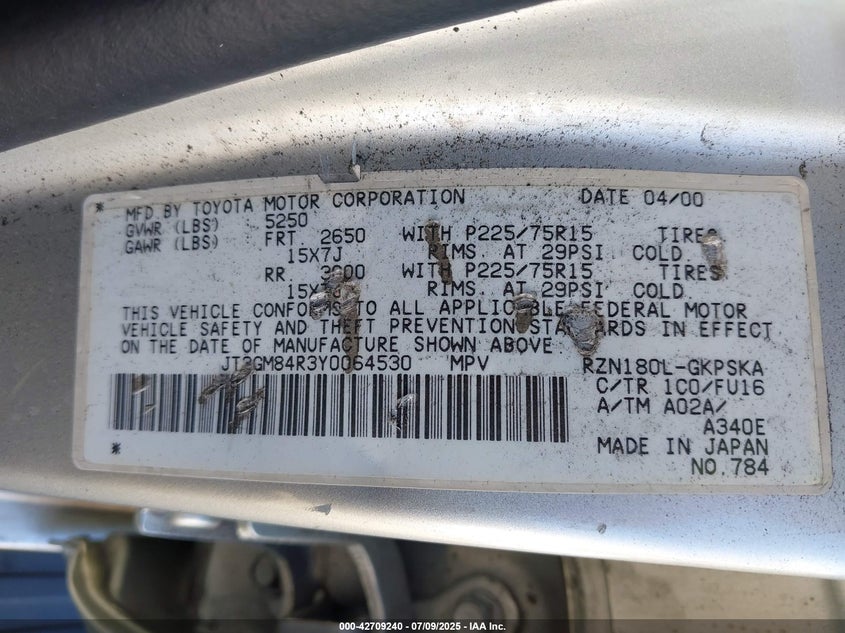 * MFD BY TOYOTA MOTOR CORPORATION DATE 04/00
GVWR (LBS) 5250
GAWR (LBS) FRT 2650 WITH P225/75R15 TIRES
15X7J RIMS. AT 29PSI COLD
RR. WITH P225/75R15 TIRES
RIMS. AT 29PSI COLD
THIS VEHICLE CONFORMS TO ALL APPLICABLE FEDERAL MOTOR
VEHICLE SAFETY AND THEFT PREVENTION STANDARDS IN EFFECT
ON THE DATE OF MANUFACTURE SHOWN ABOVE
JT3GM84R3Y0064530 MPV RZN180L-GKPSKA
C/TR 1C0/FU16
A/TM A02A/
A340E
* MADE IN JAPAN
NO.784
000-42709240 / 07/09/2025 - IAA Inc.